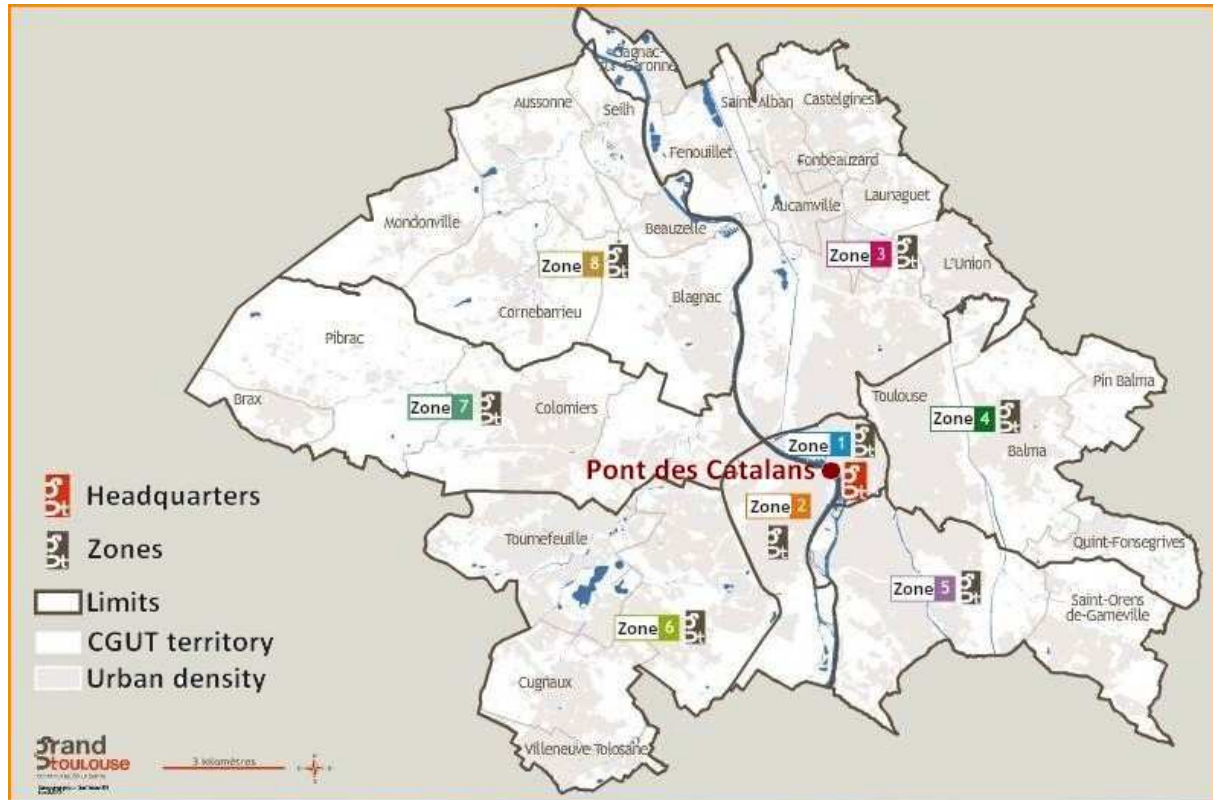 Gagnac-
sur-Garonne
Aussonne
Seilh
Saint Alban
Castelgines
Fenouillet
Fonbeauzard
Launaguet
Aucamville
Mondonville
Beauzelle
Zone 8
Zone 3
L'Union
Blagnac
Cornebarrieu
Pibrac
Brax
Zone 7
Colomiers
Toulouse
Pin Balma
Zone 4
Balma
Zone 1
Pont des Catalans
Zone 2
Headquarters
Zones
Limits
CGUT territory
Urban density
Tournefeuille
Quint-Fonsegrives
Zone 5
Saint-Orens
de-Gameville
Zone 6
Cugnaux
Villeneuve Tolosane
Grand
toulouse
3 kilomètres